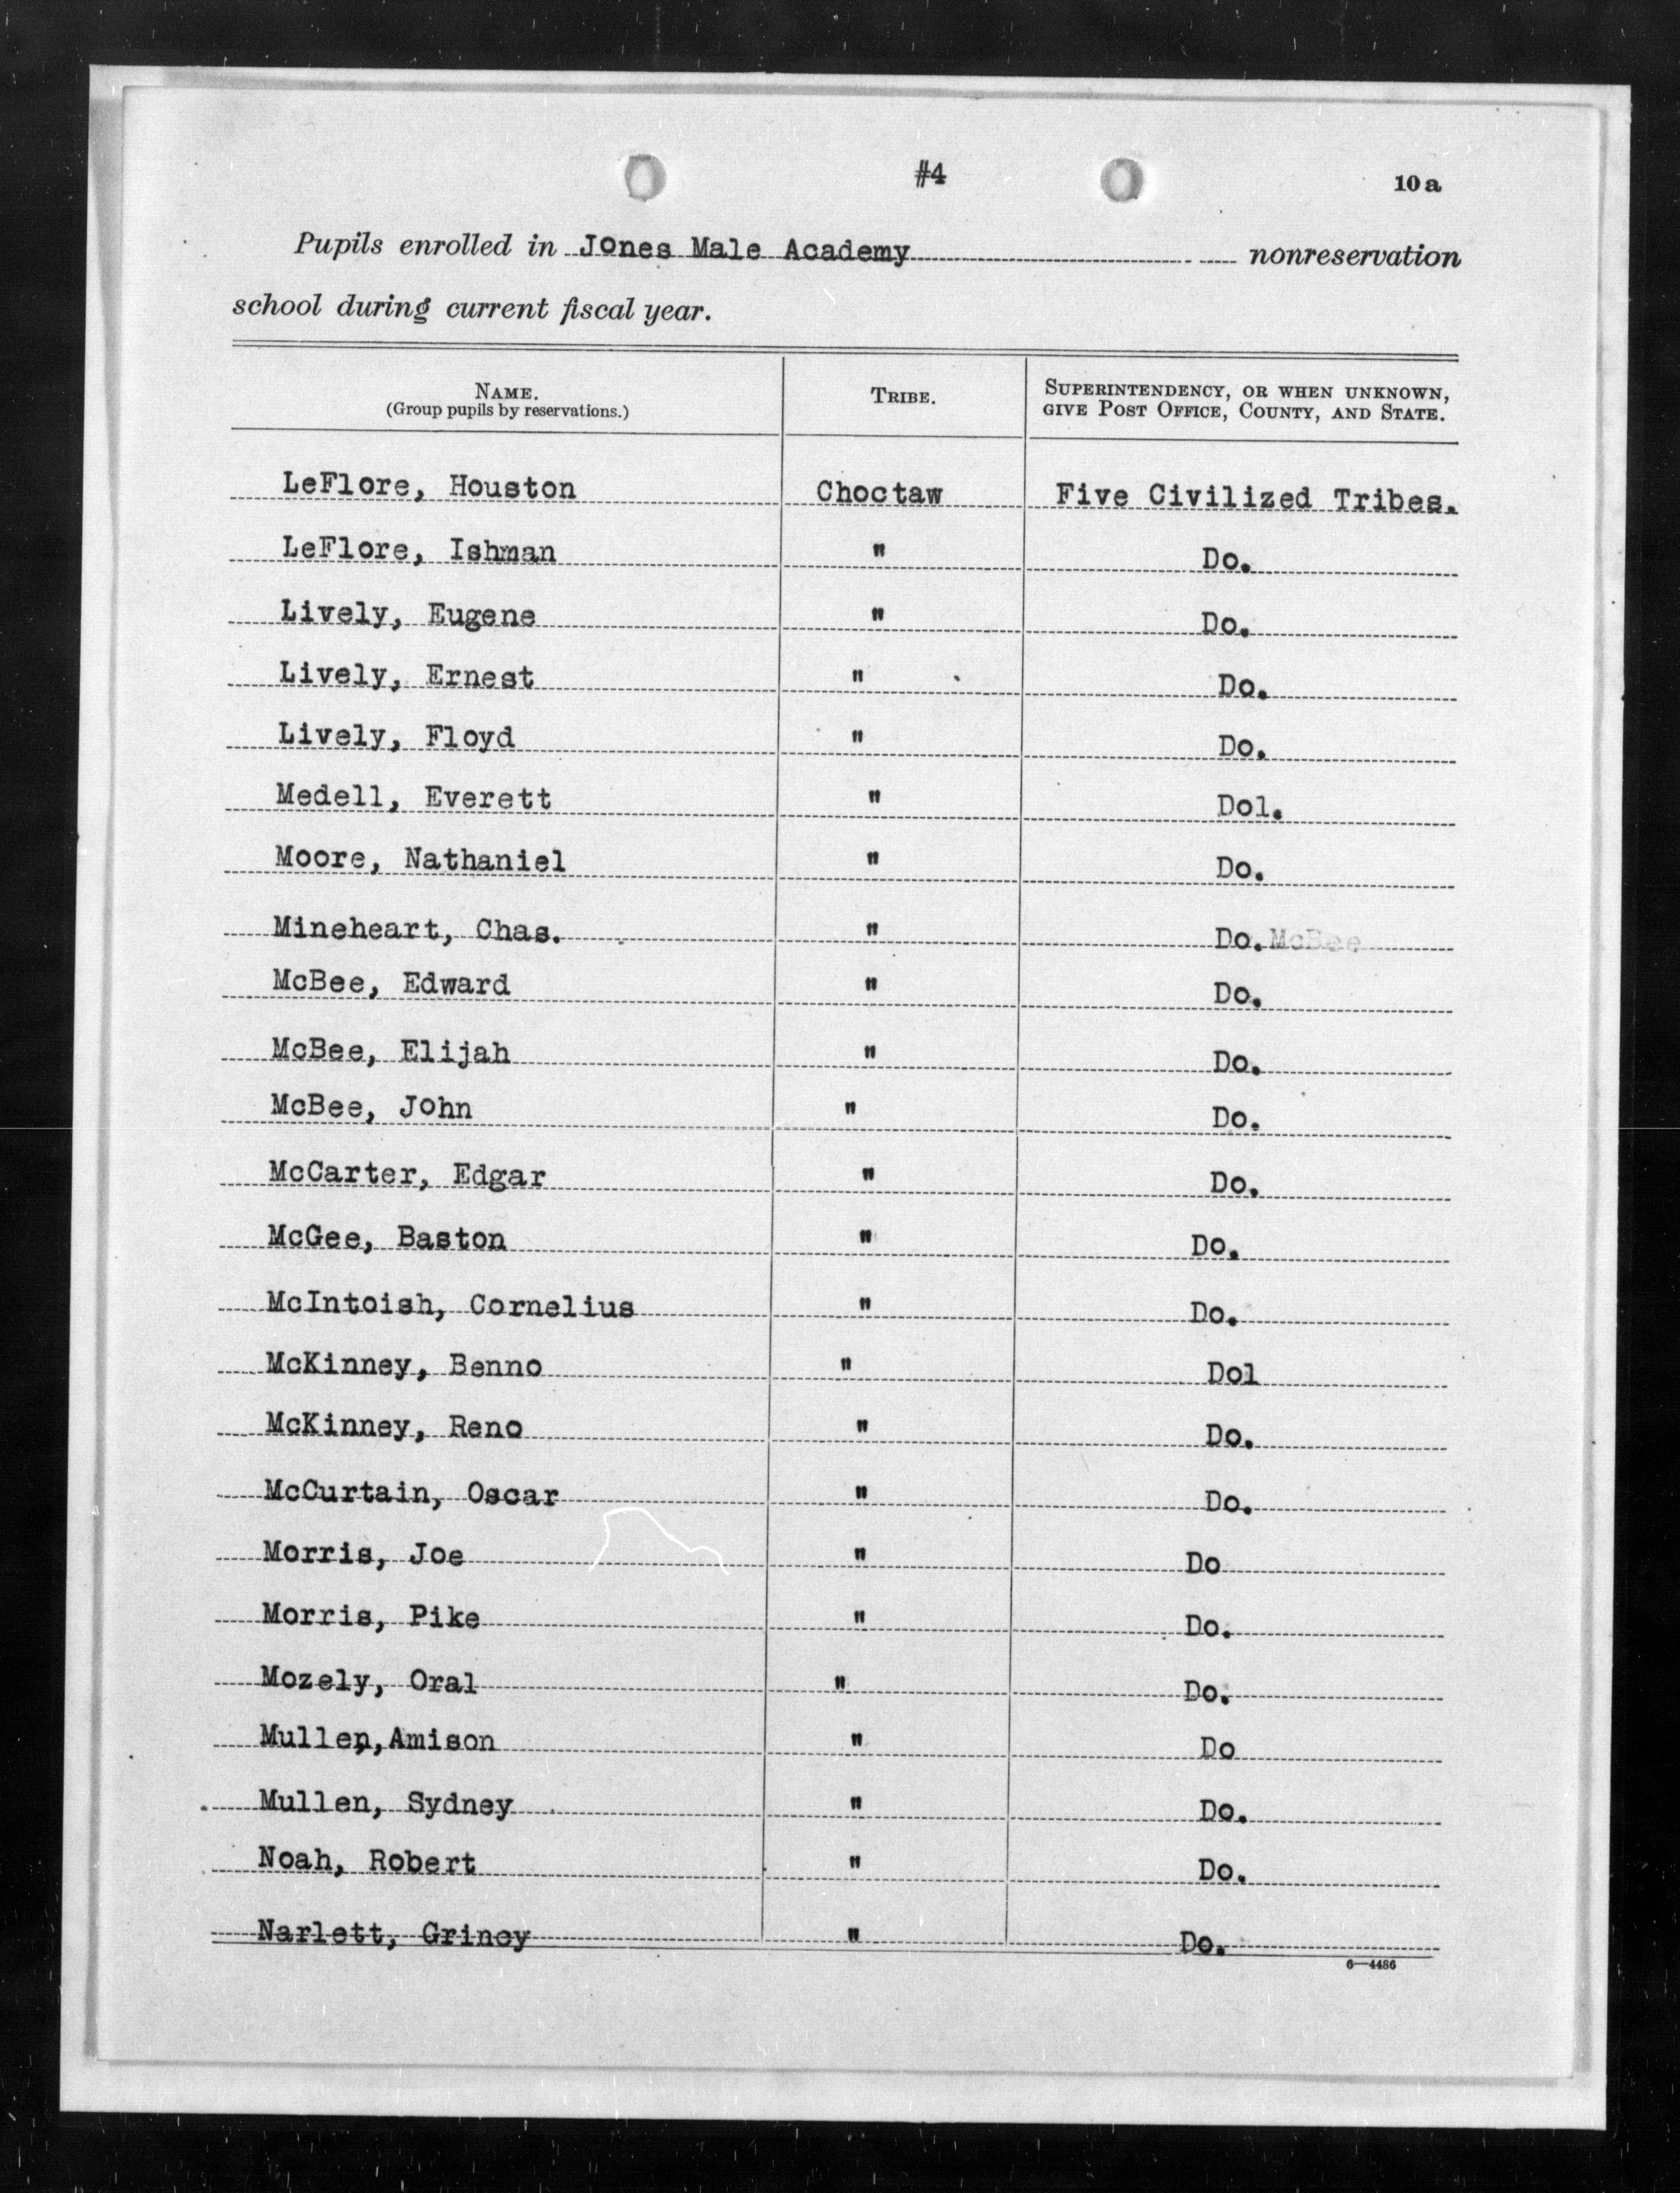 #4 10a
Pupils enrolled in Jones Male Academy nonreservation
school during current fiscal year.
NAME. TRIBE. SUPERINTENDENCY, OR WHEN UNKNOWN,
(Group pupils by reservations.) GIVE POST OFFICE, COUNTY, AND STATE.
LeFlore, Houston Choctaw Five Civilized Tribes.
LeFlore, Ishman " Do.
Lively, Eugene " Do.
Lively, Ernest " Do.
Lively, Floyd " Do.
Medell, Everett " Dol.
Moore, Nathaniel " Do.
Mineheart, Chas. " Do. McBee
McBee, Edward " Do.
McBee, Elijah " Do.
McBee, John " Do.
McCarter, Edgar " Do.
McGee, Baston " Do.
McIntoish, Cornelius " Do.
McKinney, Benno " Dol
McKinney, Reno " Do.
McCurtain, Oscar " Do.
Morris, Joe " Do
Morris, Pike " Do.
Mozely, Oral " Do.
Mullen, Amison " Do
Mullen, Sydney " Do.
Noah, Robert " Do.
Narlett, Grincy " Do.
6—4486